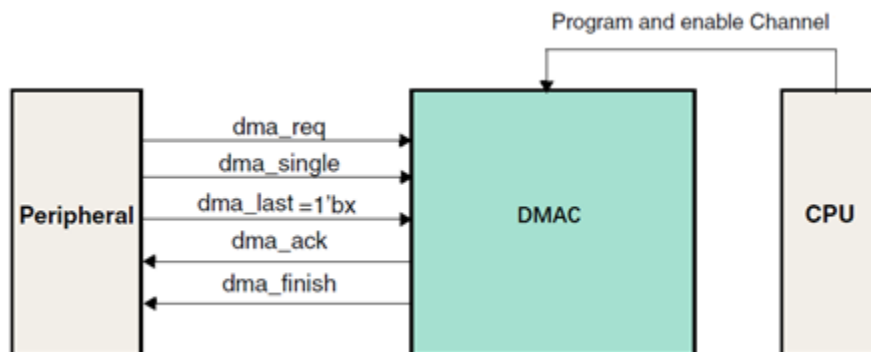 Program and enable Channel
dma_req
dma_single
dma_last =1'bx
dma_ack
dma_finish
Peripheral
DMAC
CPU